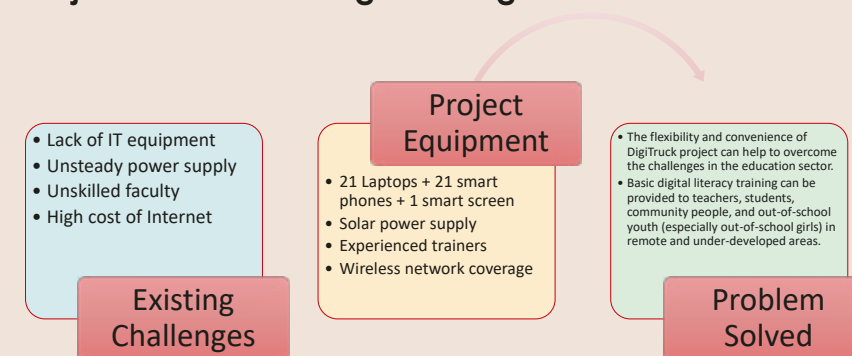 • Lack of IT equipment
• Unsteady power supply
• Unskilled faculty
• High cost of Internet
Existing
Challenges
Project
Equipment
• 21 Laptops + 21 smart
phones + 1 smart screen
• Solar power supply
• Experienced trainers
• Wireless network coverage
• The flexibility and convenience of
DigiTruck project can help to overcome
the challenges in the education sector.
• Basic digital literacy training can be
provided to teachers, students,
community people, and out-of-school
youth (especially out-of-school girls) in
remote and under-developed areas.
Problem
Solved